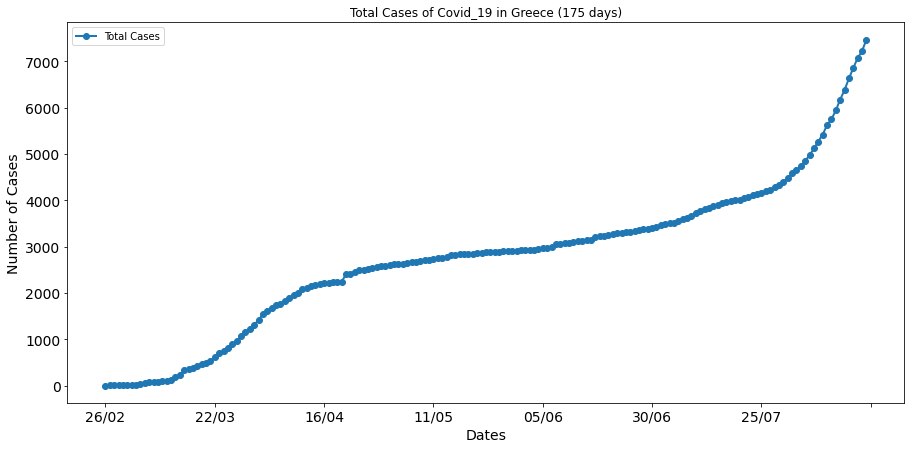 Total Cases of Covid_19 in Greece (175 days)
Total Cases
7000
6000
5000
4000
3000
2000
1000
0
Number of Cases
26/02 22/03 16/04 11/05 05/06 30/06 25/07
Dates